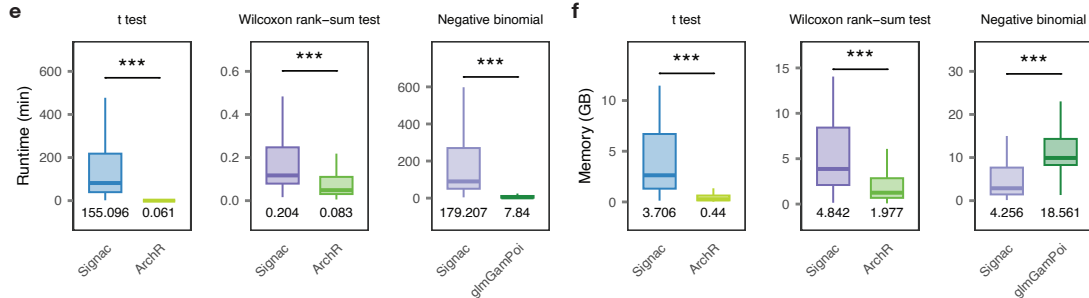 e
t test
Wilcoxon rank−sum test
Negative binomial
Runtime (min)
600
400
200
0
***
155.096 0.061
Signac
ArchR
0.6
0.4
0.2
0.0
***
0.204 0.083
Signac
ArchR
600
400
200
0
***
179.207 7.84
Signac
glmGamPoi
f
t test
Wilcoxon rank−sum test
Negative binomial
Memory (GB)
10
5
0
***
3.706 0.44
Signac
ArchR
15
10
5
0
***
4.842 1.977
Signac
ArchR
30
20
10
0
***
4.256 18.561
Signac
glmGamPoi